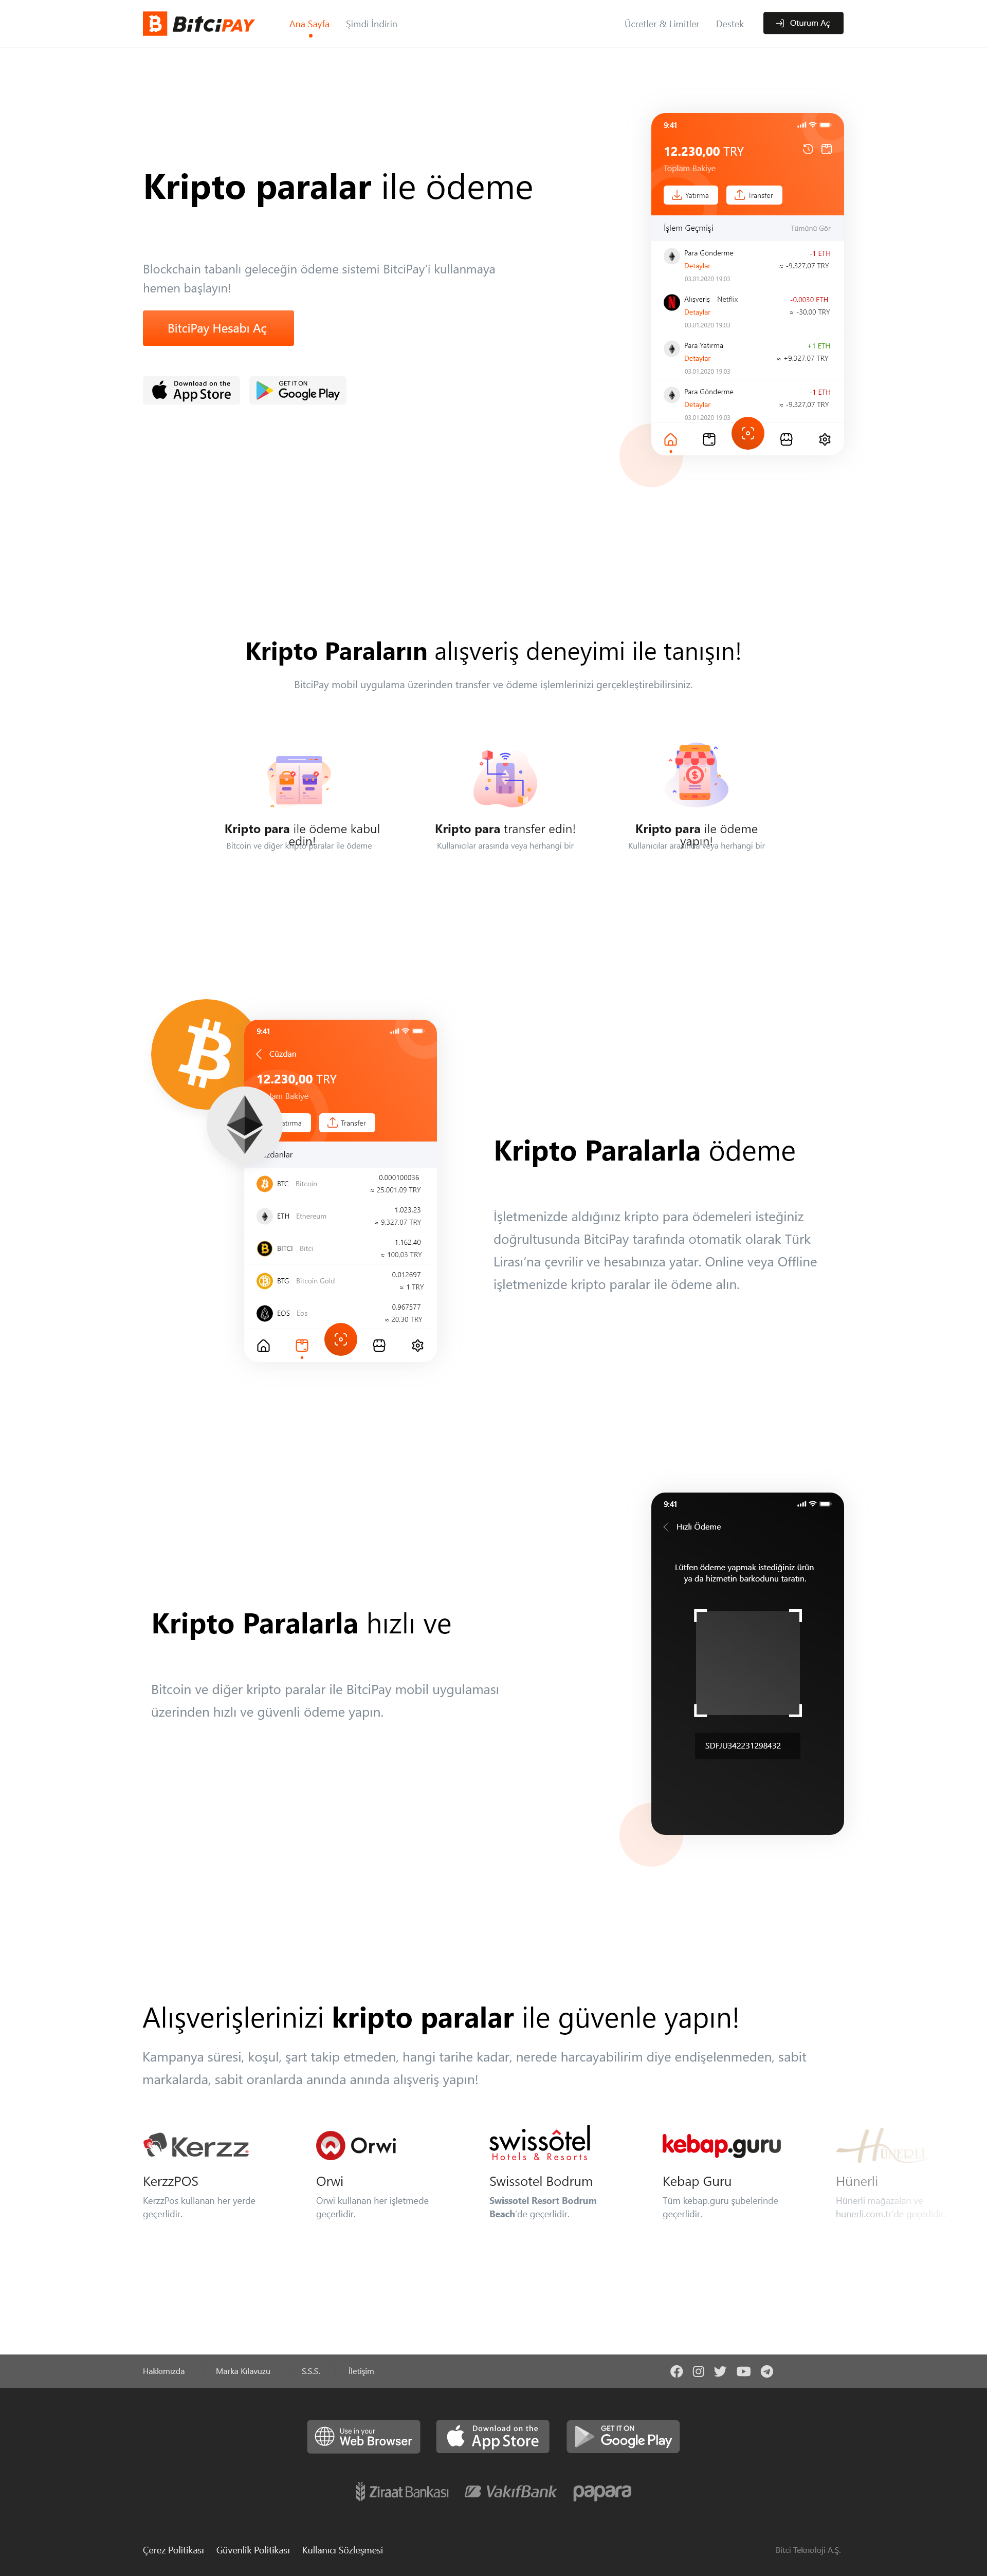 BitciPAY
Ana Sayfa
Şimdi İndirin
Ücretler & Limitler
Destek
Oturum Aç
Kripto paralar ile ödeme
Blockchain tabanlı geleceğin ödeme sistemi BitciPay'i kullanmaya
hemen başlayın!
BitciPay Hesabı Aç
Download on the
App Store
GET IT ON
Google Play
9:41
12.230,00 TRY
Toplam Bakiye
Yatırma
Transfer
İşlem Geçmişi
Tümünü Gör
Para Gönderme
-1 ETH
Detaylar
≈ -9.327,07 TRY
03.01.2020 19:03
Alışveriş Netflix
-0,0030 ETH
Detaylar
≈ -30,00 TRY
03.01.2020 19:03
Para Yatırma
+1 ETH
Detaylar
≈ +9.327,07 TRY
03.01.2020 19:03
Para Gönderme
-1 ETH
Detaylar
≈ -9.327,07 TRY
03.01.2020 19:03
Kripto Paraların alışveriş deneyimi ile tanışın!
BitciPay mobil uygulama üzerinden transfer ve ödeme işlemlerinizi gerçekleştirebilirsiniz.
Kripto para ile ödeme kabul
edin!
Bitcoin ve diğer kripto paralar ile ödeme
Kripto para transfer edin!
Kullanıcılar arasında veya herhangi bir
Kripto para ile ödeme
yapın!
Kullanıcılar arasında veya herhangi bir
9:41
Cüzdan
12.230,00 TRY
lam Bakiye
atırma
Transfer
zdanlar
BTC Bitcoin
0.000100036
≈ 25.001,09 TRY
ETH Ethereum
1.023.23
≈ 9.327,07 TRY
BITCI Bitci
1,162.40
≈ 100.03 TRY
BTG Bitcoin Gold
0.012697
≈ 1 TRY
EOS Eos
0.967577
≈ 20,30 TRY
Kripto Paralarla ödeme
İşletmenizde aldığınız kripto para ödemeleri isteğiniz
doğrultusunda BitciPay tarafında otomatik olarak Türk
Lirası'na çevrilir ve hesabınıza yatar. Online veya Offline
işletmenizde kripto paralar ile ödeme alın.
9:41
Hızlı Ödeme
Lütfen ödeme yapmak istediğiniz ürün
ya da hizmetin barkodunu taratın.
SDFJU342231298432
Kripto Paralarla hızlı ve
Bitcoin ve diğer kripto paralar ile BitciPay mobil uygulaması
üzerinden hızlı ve güvenli ödeme yapın.
Alışverişlerinizi kripto paralar ile güvenle yapın!
Kampanya süresi, koşul, şart takip etmeden, hangi tarihe kadar, nerede harcayabilirim diye endişelenmeden, sabit
markalarda, sabit oranlarda anında anında alışveriş yapın!
Kerzz
KerzzPOS
KerzzPos kullanan her yerde
geçerlidir.
Orwi
Orwi
Orwi kullanan her işletmede
geçerlidir.
swissôtel
Hotels & Resorts
Swissotel Bodrum
Swissotel Resort Bodrum
Beach'de geçerlidir.
kebap.guru
Kebap Guru
Tüm kebap.guru şubelerinde
geçerlidir.
HÜNERLİ
Hünerli
Hünerli mağazaları ve
hunerli.com.tr'de geçerlidir.
Hakkımızda
Marka Kılavuzu
S.S.S.
İletişim
Use in your
Web Browser
Download on the
App Store
GET IT ON
Google Play
Ziraat Bankası
VakıfBank
papara
Çerez Politikası
Güvenlik Politikası
Kullanıcı Sözleşmesi
Bitci Teknoloji A.Ş.